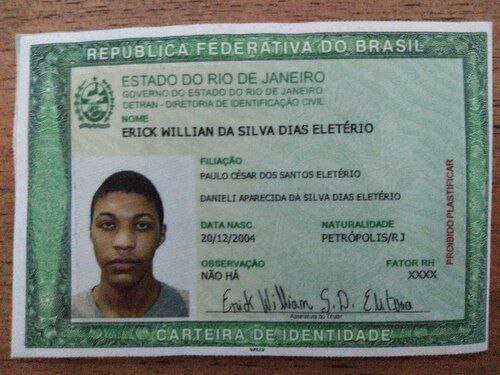 REPÚBLICA FEDERATIVA DO BRASIL
ESTADO DO RIO DE JANEIRO
GOVERNO DO ESTADO DO RIO DE JANEIRO
DETRAN - DIRETORIA DE IDENTIFICAÇÃO CIVIL
NOME
ERICK WILLIAN DA SILVA DIAS ELETÉRIO
FILIAÇÃO
PAULO CÉSAR DOS SANTOS ELETÉRIO
DANIELI APARECIDA DA SILVA DIAS ELETÉRIO
DATA NASC. NATURALIDADE
20/12/2004 PETRÓPOLIS/RJ
OBSERVAÇÃO FATOR RH
NÃO HÁ XXXX
Erick Willian S. D.
Assinatura do Titular
PROIBIDO PLASTIFICAR
CARTEIRA DE IDENTIDADE